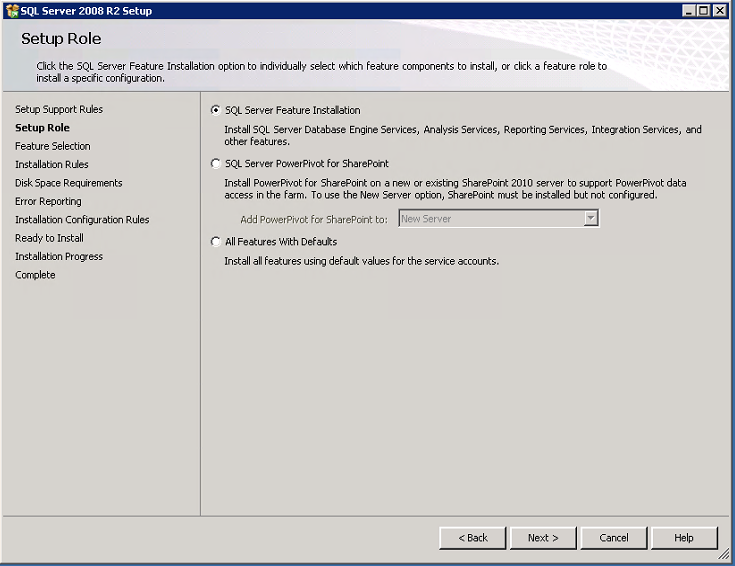 SQL Server 2008 R2 Setup
Setup Role
Click the SQL Server Feature Installation option to individually select which feature components to install, or click a feature role to
install a specific configuration.
Setup Support Rules
Setup Role
Feature Selection
Installation Rules
Disk Space Requirements
Error Reporting
Installation Configuration Rules
Ready to Install
Installation Progress
Complete
SQL Server Feature Installation
Install SQL Server Database Engine Services, Analysis Services, Reporting Services, Integration Services, and
other features.
SQL Server PowerPivot for SharePoint
Install PowerPivot for SharePoint on a new or existing SharePoint 2010 server to support PowerPivot data
access in the farm. To use the New Server option, SharePoint must be installed but not configured.
Add PowerPivot for SharePoint to: New Server
All Features With Defaults
Install all features using default values for the service accounts.
< Back Next > Cancel Help